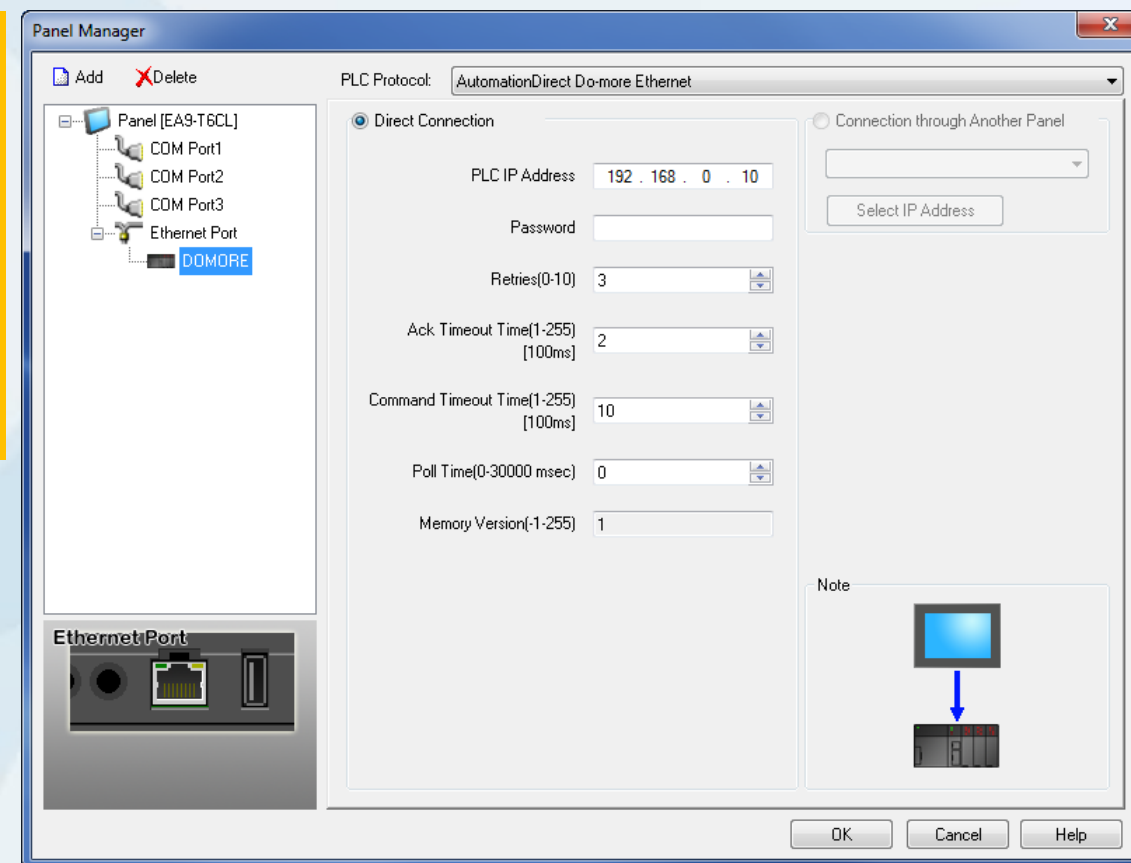 Panel Manager
Add Delete
PLC Protocol: AutomationDirect Do-more Ethernet
Panel [EA9-T6CL]
COM Port1
COM Port2
COM Port3
Ethernet Port
DOMORE
Direct Connection
PLC IP Address 192 . 168 . 0 . 10
Password
Retries(0-10) 3
Ack Timeout Time(1-255)
[100ms] 2
Command Timeout Time(1-255)
[100ms] 10
Poll Time(0-30000 msec) 0
Memory Version(-1-255) 1
Connection through Another Panel
Select IP Address
Note
Ethernet Port
OK Cancel Help